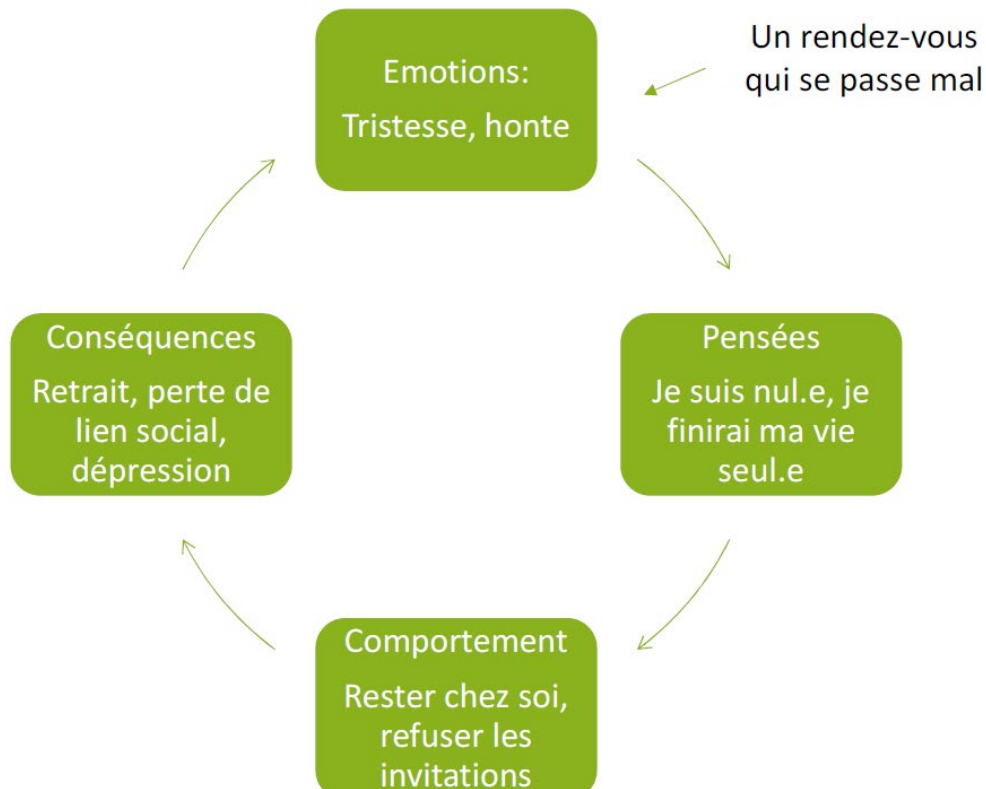 Un rendez-vous
qui se passe mal
Emotions:
Tristesse, honte
Pensées
Je suis nul.e, je
finirai ma vie
seul.e
Comportement
Rester chez soi,
refuser les
invitations
Conséquences
Retrait, perte de
lien social,
dépression